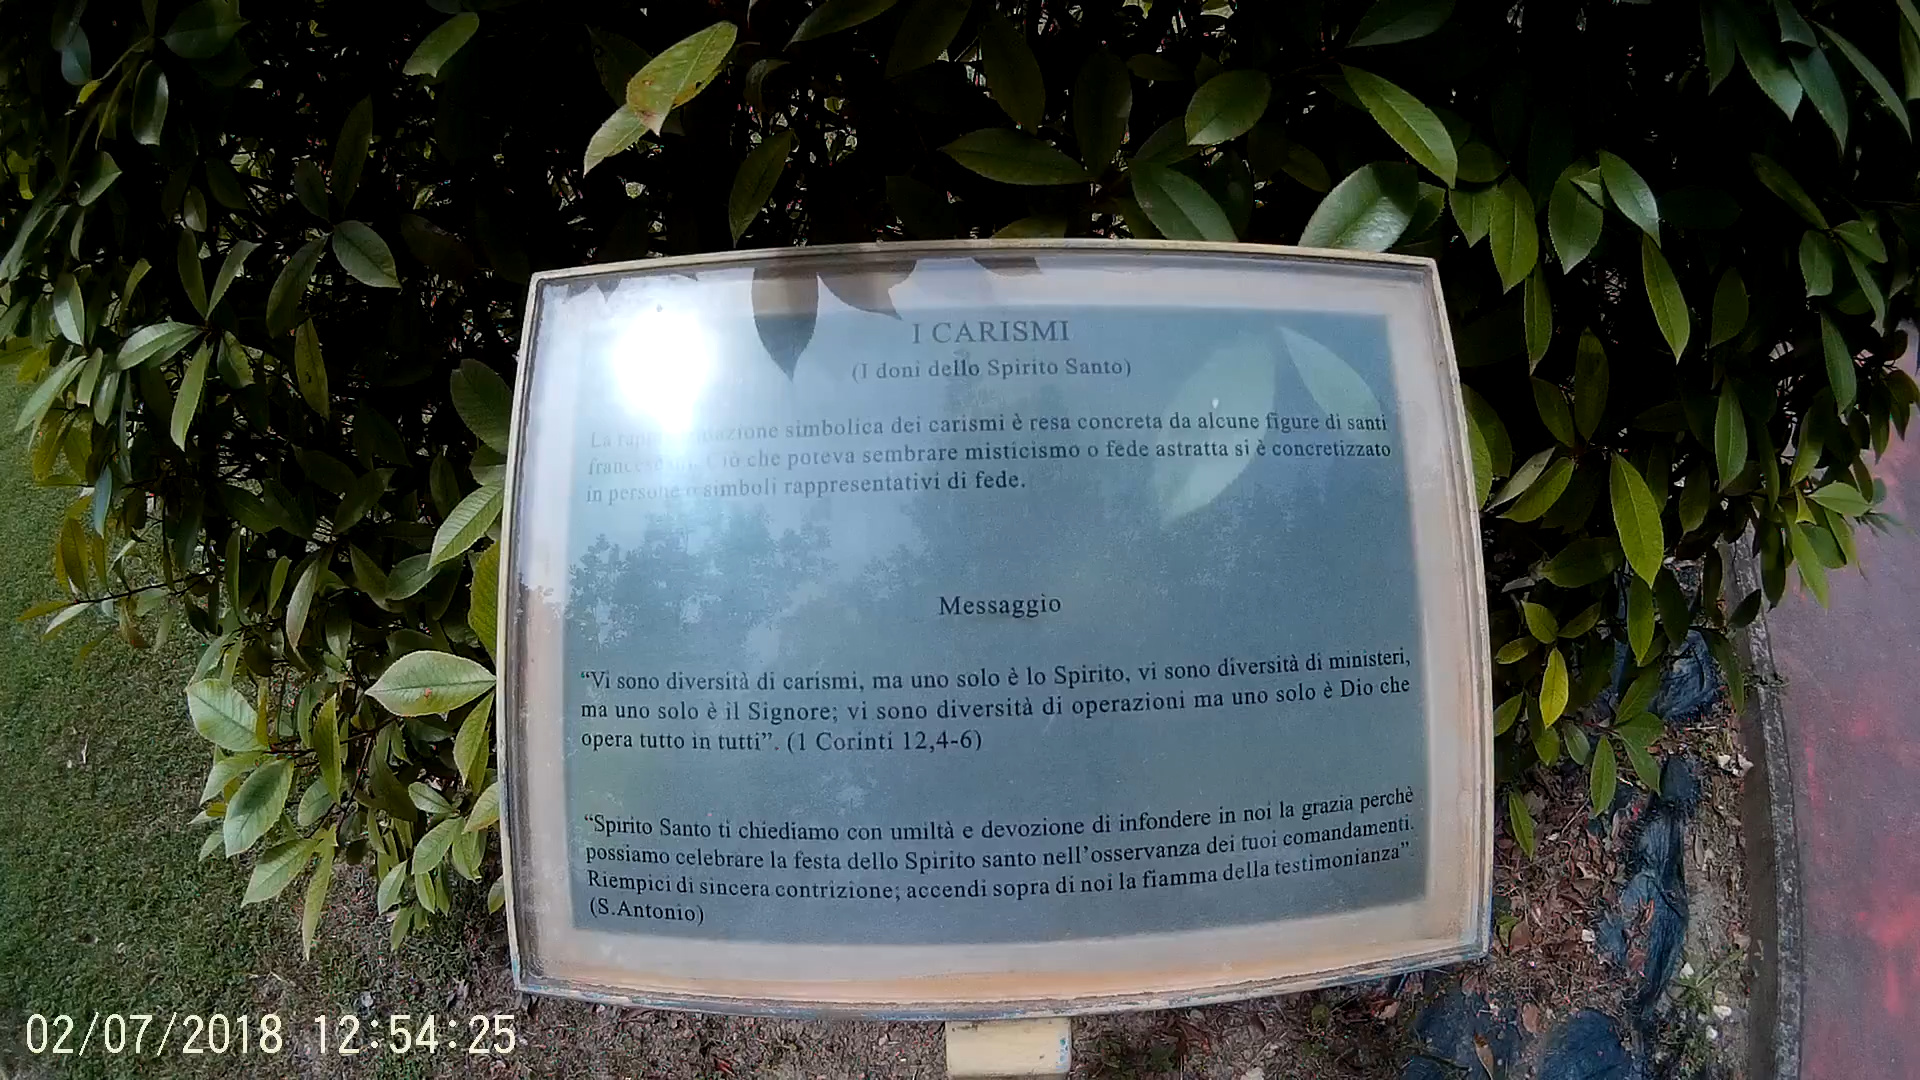 I CARISMI
(I doni dello Spirito Santo)
La simbolica dei carismi è resa concreta da alcune figure di santi
che poteva sembrare misticismo o fede astratta si è concretizzato
in persone o simboli rappresentativi di fede.
Messaggio
“Vi sono diversità di carismi, ma uno solo è lo Spirito, vi sono diversità di ministeri,
ma uno solo è il Signore; vi sono diversità di operazioni ma uno solo è Dio che
opera tutto in tutti”. (1 Corinti 12,4-6)
“Spirito Santo ti chiediamo con umiltà e devozione di infondere in noi la grazia perchè
possiamo celebrare la festa dello Spirito santo nell’osservanza dei tuoi comandamenti.
Riempici di sincera contrizione; accendi sopra di noi la fiamma della testimonianza”.
(S.Antonio)
02/07/2018 12:54:25